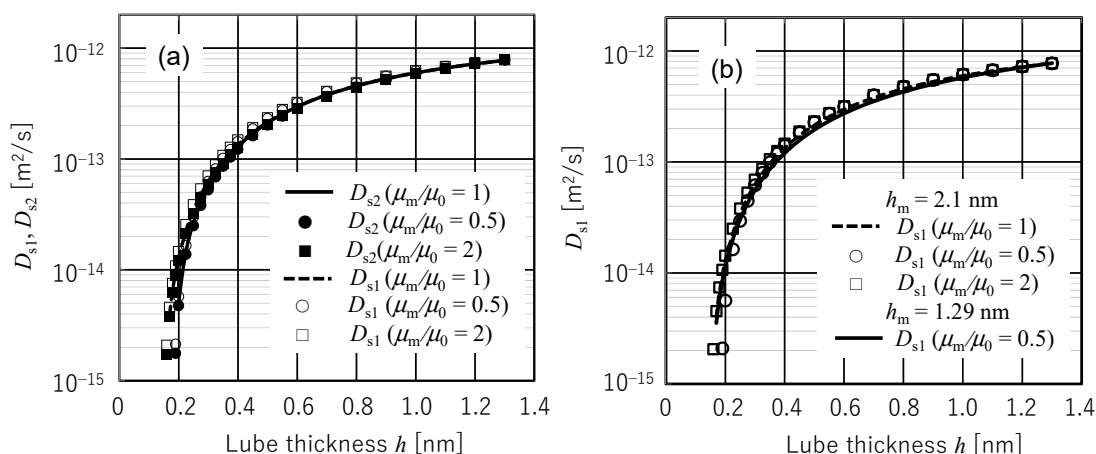 (a)
D_s1, D_s2 [m²/s]
10⁻¹²
10⁻¹³
10⁻¹⁴
10⁻¹⁵
D_s2 (μ_m/μ_0 = 1)
D_s2 (μ_m/μ_0 = 0.5)
D_s2(μ_m/μ_0 = 2)
D_s1 (μ_m/μ_0 = 1)
D_s1 (μ_m/μ_0 = 0.5)
D_s1 (μ_m/μ_0 = 2)
0 0.2 0.4 0.6 0.8 1.0 1.2 1.4
Lube thickness h [nm]
(b)
D_s1 [m²/s]
10⁻¹²
10⁻¹³
10⁻¹⁴
10⁻¹⁵
h_m = 2.1 nm
D_s1 (μ_m/μ_0 = 1)
D_s1 (μ_m/μ_0 = 0.5)
D_s1 (μ_m/μ_0 = 2)
h_m = 1.29 nm
D_s1 (μ_m/μ_0 = 0.5)
0 0.2 0.4 0.6 0.8 1.0 1.2 1.4
Lube thickness h [nm]